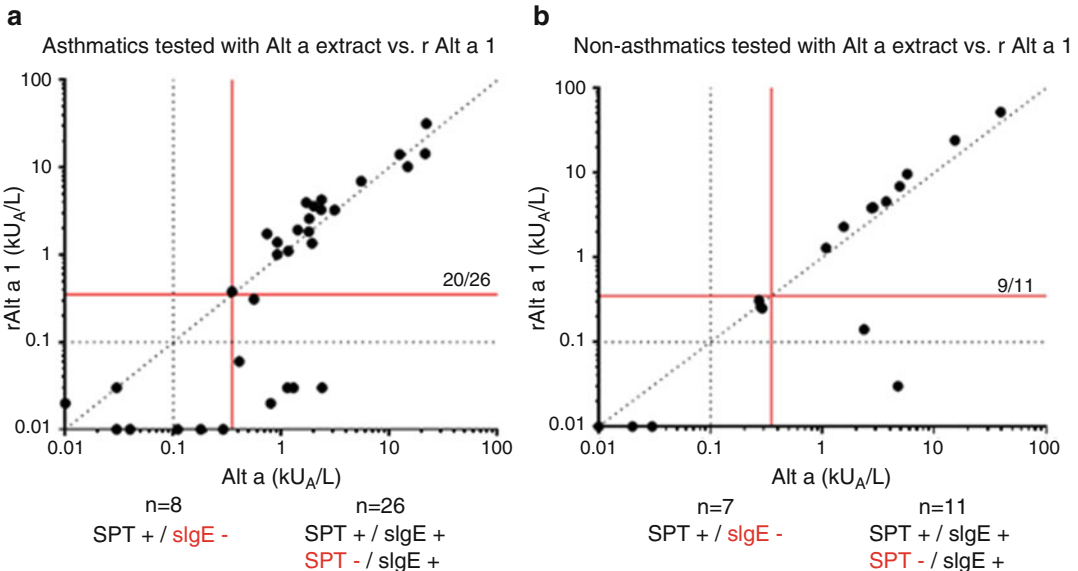 a
Asthmatics tested with Alt a extract vs. r Alt a 1
100
10
1
0.1
0.01
rAlt a 1 (kUA/L)
20/26
0.01 0.1 1 10 100
Alt a (kUA/L)
n=8
SPT + / sIgE -
n=26
SPT + / sIgE +
SPT - / sIgE +
b
Non-asthmatics tested with Alt a extract vs. r Alt a 1
100
10
1
0.1
0.01
rAlt a 1 (kUA/L)
9/11
0.01 0.1 1 10 100
Alt a (kUA/L)
n=7
SPT + / sIgE -
n=11
SPT + / sIgE +
SPT - / sIgE +